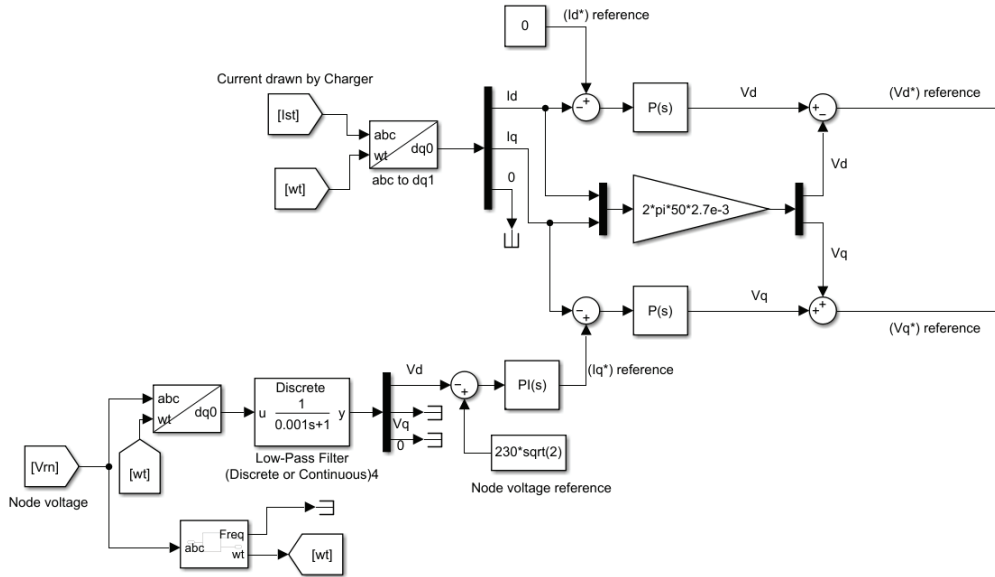 (Id*) reference
0
Current drawn by Charger
[Ist]
abc
wt
dq0
abc to dq1
[wt]
Id
Iq
0
P(s)
Vd
(Vd*) reference
Vd
2*pi*50*2.7e-3
Vq
P(s)
Vq
(Vq*) reference
(Iq*) reference
Vd
PI(s)
Vq
0
230*sqrt(2)
Node voltage reference
abc
wt
dq0
Discrete
u
1
0.001s+1
y
Low-Pass Filter
(Discrete or Continuous)4
[Vrn]
Node voltage
[wt]
abc
Freq
wt
[wt]